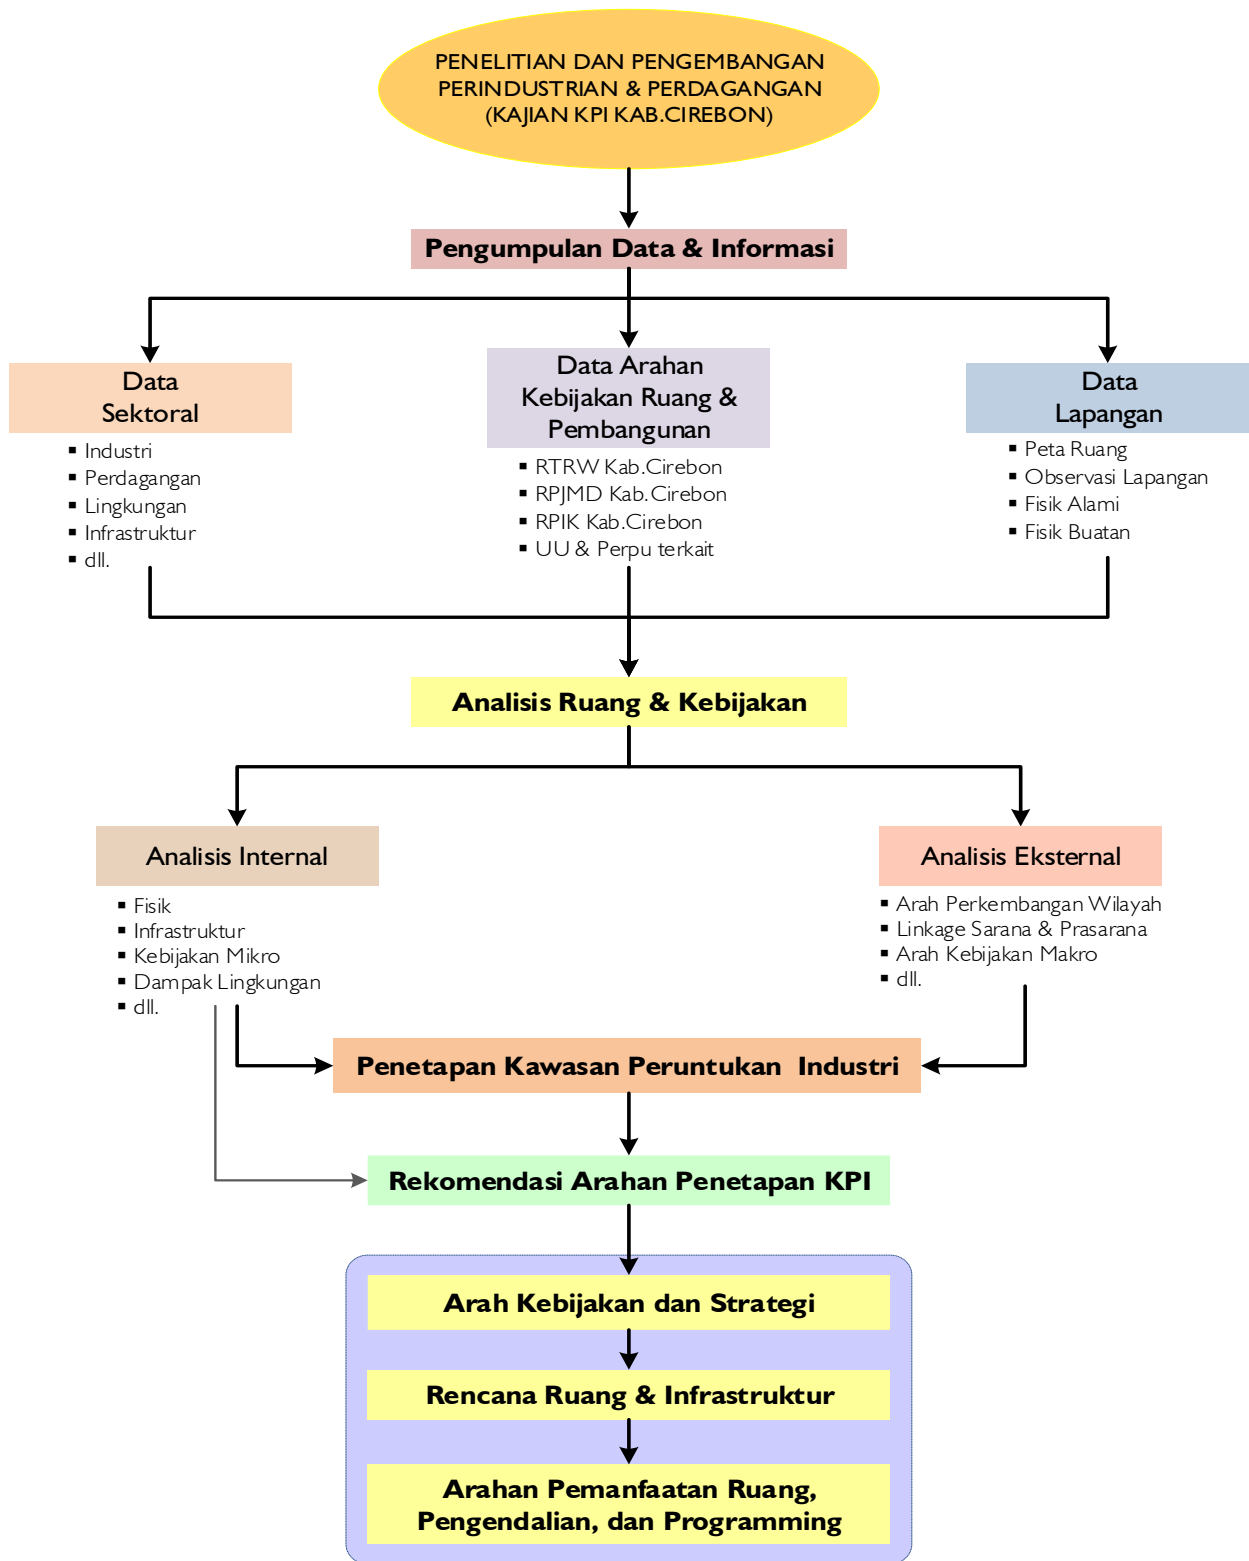 PENELITIAN DAN PENGEMBANGAN
PERINDUSTRIAN & PERDAGANGAN
(KAJIAN KPI KAB.CIREBON)
Pengumpulan Data & Informasi
Data
Sektoral
▪ Industri
▪ Perdagangan
▪ Lingkungan
▪ Infrastruktur
▪ dll.
Data Arahan
Kebijakan Ruang &
Pembangunan
▪ RTRW Kab.Cirebon
▪ RPJMD Kab.Cirebon
▪ RPIK Kab.Cirebon
▪ UU & Perpu terkait
Data
Lapangan
▪ Peta Ruang
▪ Observasi Lapangan
▪ Fisik Alami
▪ Fisik Buatan
Analisis Ruang & Kebijakan
Analisis Internal
▪ Fisik
▪ Infrastruktur
▪ Kebijakan Mikro
▪ Dampak Lingkungan
▪ dll.
Analisis Eksternal
▪ Arah Perkembangan Wilayah
▪ Linkage Sarana & Prasarana
▪ Arah Kebijakan Makro
▪ dll.
Penetapan Kawasan Peruntukan Industri
Rekomendasi Arahan Penetapan KPI
Arah Kebijakan dan Strategi
Rencana Ruang & Infrastruktur
Arahan Pemanfaatan Ruang,
Pengendalian, dan Programming